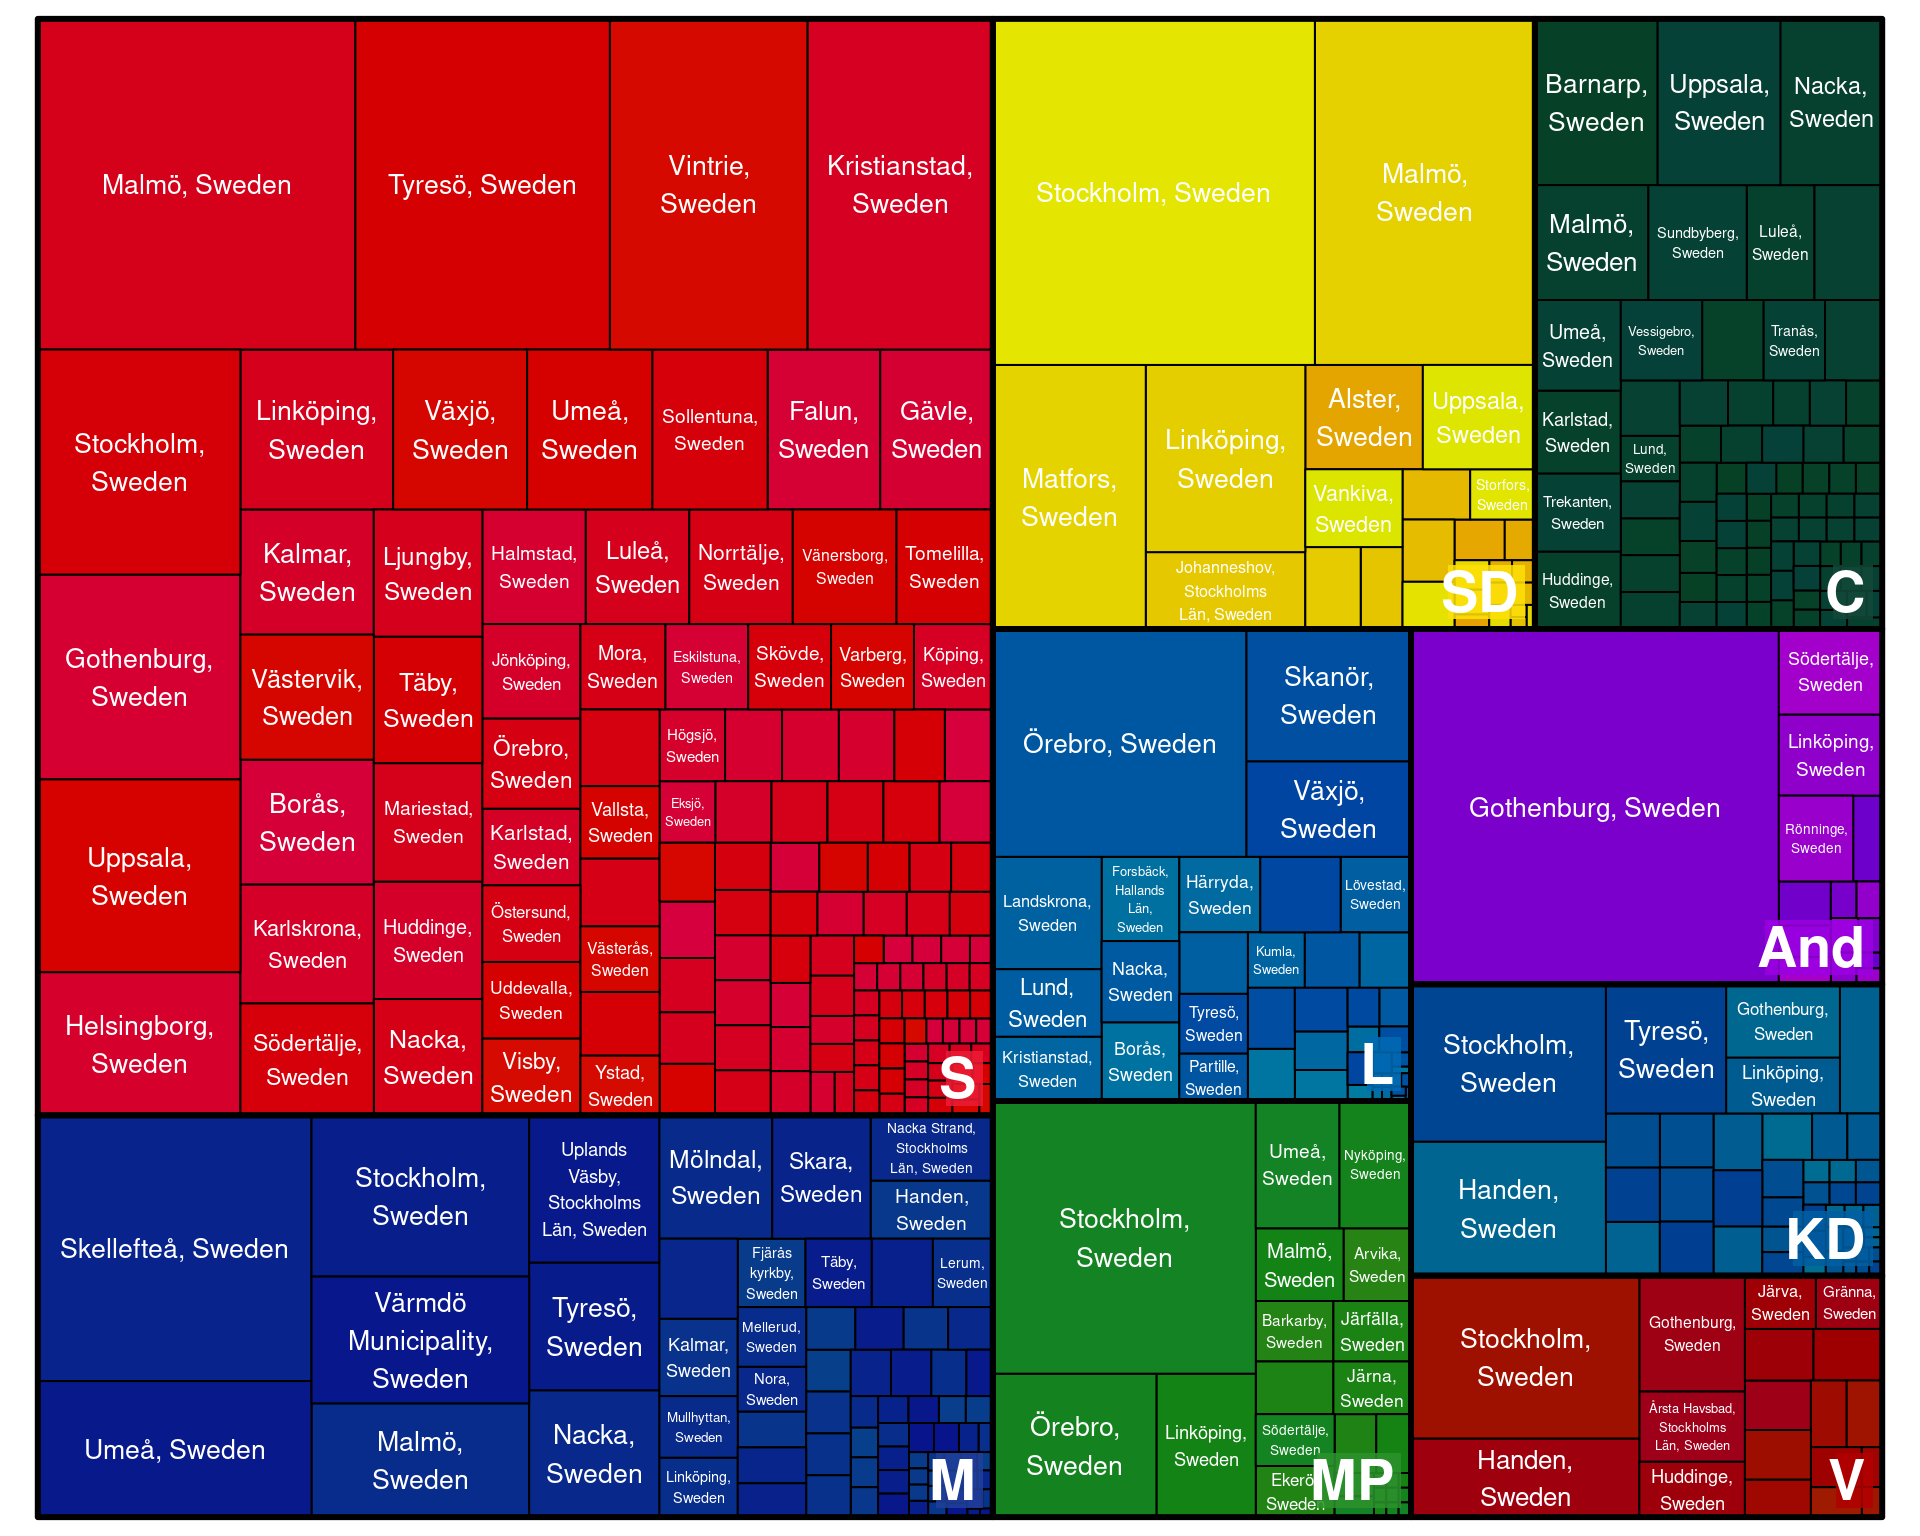 Malmö, Sweden
Tyresö, Sweden
Vintrie,
Sweden
Kristianstad,
Sweden
Stockholm,
Sweden
Linköping,
Sweden
Växjö,
Sweden
Umeå,
Sweden
Sollentuna,
Sweden
Falun,
Sweden
Gävle,
Sweden
Gothenburg,
Sweden
Uppsala,
Sweden
Helsingborg,
Sweden
Kalmar,
Sweden
Ljungby,
Sweden
Halmstad,
Sweden
Luleå,
Sweden
Norrtälje,
Sweden
Vänersborg,
Sweden
Tomelilla,
Sweden
Västervik,
Sweden
Täby,
Sweden
Jönköping,
Sweden
Mora,
Sweden
Eskilstuna,
Sweden
Skövde,
Sweden
Varberg,
Sweden
Köping,
Sweden
Borås,
Sweden
Mariestad,
Sweden
Örebro,
Sweden
Högsjö,
Sweden
Vallsta,
Sweden
Eksjö,
Sweden
Karlstad,
Sweden
Karlskrona,
Sweden
Huddinge,
Sweden
Östersund,
Sweden
Västerås,
Sweden
Södertälje,
Sweden
Nacka,
Sweden
Uddevalla,
Sweden
Visby,
Sweden
Ystad,
Sweden
S
Stockholm, Sweden
Malmö,
Sweden
Matfors,
Sweden
Linköping,
Sweden
Johanneshov,
Stockholms
Län, Sweden
Alster,
Sweden
Uppsala,
Sweden
Vankiva,
Sweden
Storfors,
Sweden
SD
Barnarp,
Sweden
Uppsala,
Sweden
Nacka,
Sweden
Malmö,
Sweden
Sundbyberg,
Sweden
Luleå,
Sweden
Umeå,
Sweden
Vessigebro,
Sweden
Tranås,
Sweden
Karlstad,
Sweden
Lund,
Sweden
Trekanten,
Sweden
Huddinge,
Sweden
C
Örebro, Sweden
Skanör,
Sweden
Växjö,
Sweden
Landskrona,
Sweden
Forsbäck,
Hallands
Län,
Sweden
Härryda,
Sweden
Lövestad,
Sweden
Lund,
Sweden
Nacka,
Sweden
Kumla,
Sweden
Tyresö,
Sweden
Kristianstad,
Sweden
Borås,
Sweden
Partille,
Sweden
L
Gothenburg, Sweden
Södertälje,
Sweden
Linköping,
Sweden
Rönninge,
Sweden
And
Stockholm,
Sweden
Tyresö,
Sweden
Gothenburg,
Sweden
Linköping,
Sweden
Handen,
Sweden
KD
Skellefteå, Sweden
Umeå, Sweden
Stockholm,
Sweden
Värmdö
Municipality,
Sweden
Malmö,
Sweden
Uplands
Väsby,
Stockholms
Län, Sweden
Tyresö,
Sweden
Nacka,
Sweden
Mölndal,
Sweden
Skara,
Sweden
Nacka Strand,
Stockholms
Län, Sweden
Handen,
Sweden
Fjärås
kyrkby,
Sweden
Täby,
Sweden
Lerum,
Sweden
Kalmar,
Sweden
Mellerud,
Sweden
Nora,
Sweden
Mullhyttan,
Sweden
Linköping,
Sweden
M
Stockholm,
Sweden
Örebro,
Sweden
Linköping,
Sweden
Umeå,
Sweden
Nyköping,
Sweden
Malmö,
Sweden
Arvika,
Sweden
Barkarby,
Sweden
Järfälla,
Sweden
Järna,
Sweden
Södertälje,
Sweden
Ekerö,
Sweden
MP
Stockholm,
Sweden
Handen,
Sweden
Gothenburg,
Sweden
Årsta Havsbad,
Stockholms
Län, Sweden
Huddinge,
Sweden
Järva,
Sweden
Gränna,
Sweden
V